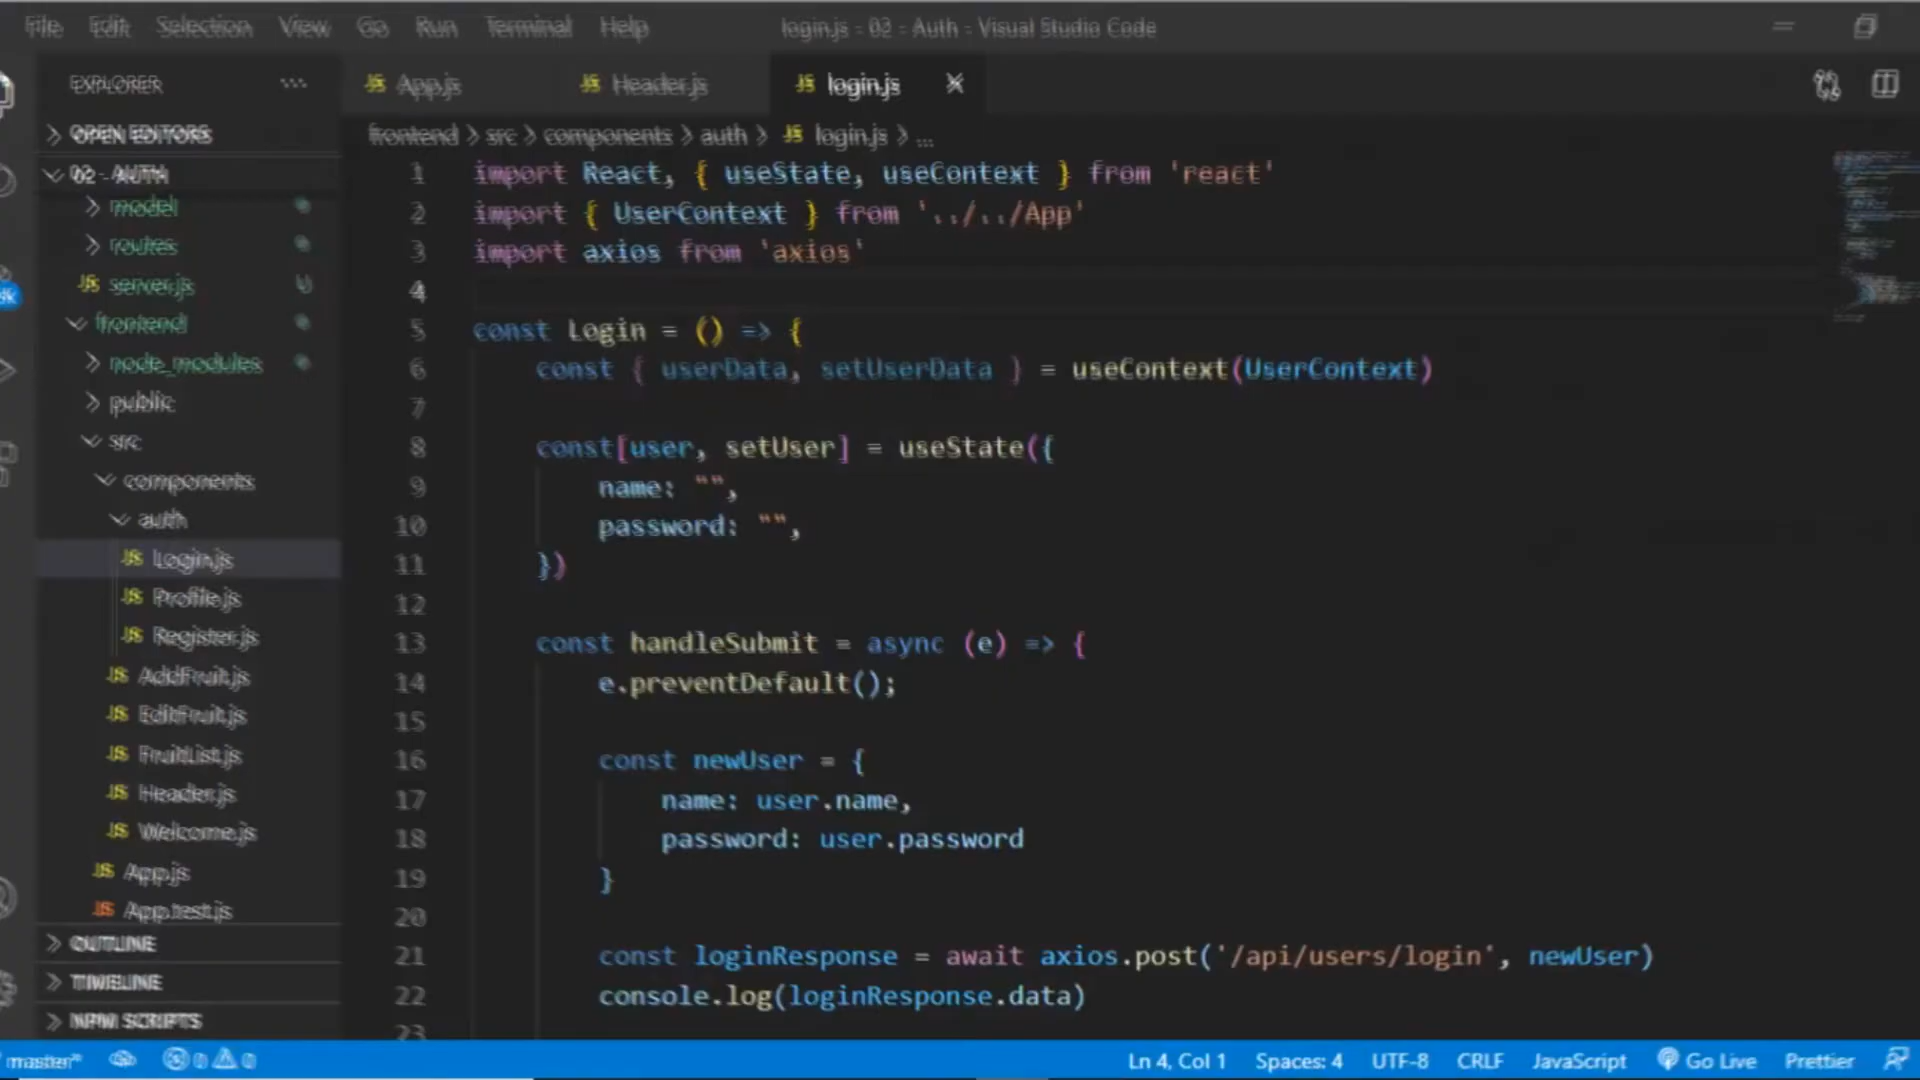 File Edit Selection View Go Run Terminal Help
login.js - 02 - Auth - Visual Studio Code
EXPLORER
App.js
Header.js
login.js
OPEN EDITORS
frontend > src > components > auth > login.js > ...
02 - AUTH
model
routes
server.js U
frontend
node_modules
public
src
components
auth
Login.js
Profile.js
Register.js
AddFruit.js
EditFruit.js
FruitList.js
Header.js
Welcome.js
App.js
App.test.js
OUTLINE
TIMELINE
NPM SCRIPTS
1 import React, { useState, useContext } from 'react'
2 import { UserContext } from '../../App'
3 import axios from 'axios'
4
5 const Login = () => {
6 const { userData, setUserData } = useContext(UserContext)
7
8 const[user, setUser] = useState({
9 name: "",
10 password: "",
11 })
12
13 const handleSubmit = async (e) => {
14 e.preventDefault();
15
16 const newUser = {
17 name: user.name,
18 password: user.password
19 }
20
21 const loginResponse = await axios.post('/api/users/login', newUser)
22 console.log(loginResponse.data)
23
master* 0 0 Ln 4, Col 1 Spaces: 4 UTF-8 CRLF JavaScript Go Live Prettier